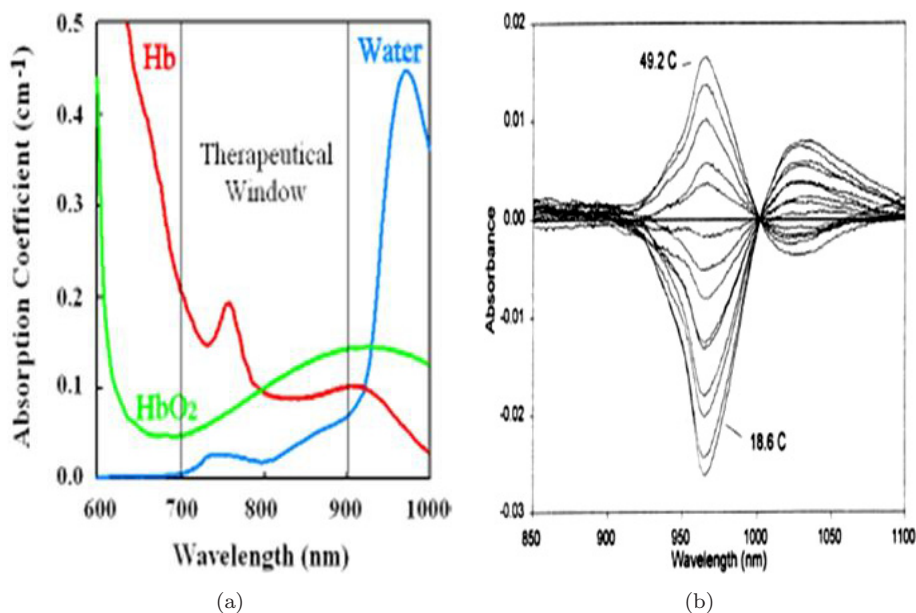 0.5
0.4
0.3
0.2
0.1
0.0
Absorption Coefficient (cm⁻¹)
Hb
Water
Therapeutical
Window
HbO₂
600 700 800 900 1000
Wavelength (nm)
(a)
(b)
0.02
0.01
0.00
-0.01
-0.02
-0.03
Absorbance
49.2 C
18.6 C
850 900 950 1000 1050 1100
Wavelength (nm)